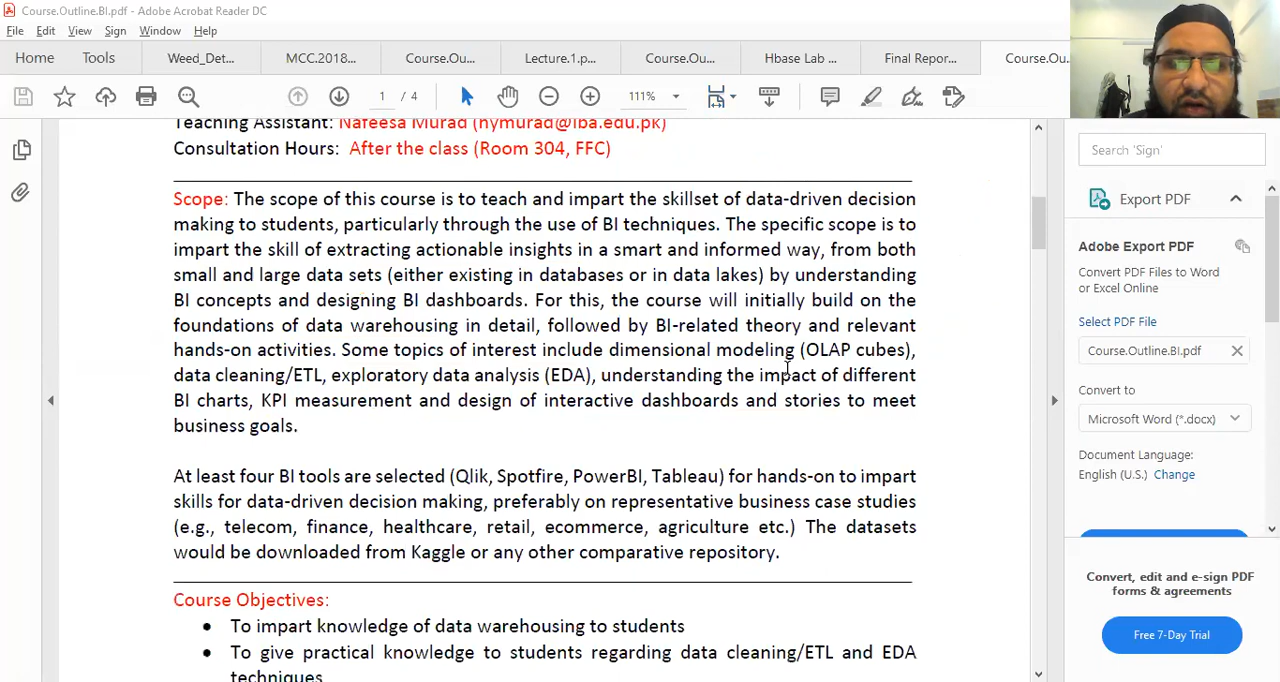 Course.Outline.BI.pdf - Adobe Acrobat Reader DC
File Edit View Sign Window Help
Home Tools Weed_Det... MCC.2018... Course.Ou... Lecture.1.p... Course.Ou... Hbase Lab ... Final Repor... Course.Ou
1 / 4 111%
Teaching Assistant: Nafeesa Murad (nymurad@iba.edu.pk)
Consultation Hours: After the class (Room 304, FFC)
Scope: The scope of this course is to teach and impart the skillset of data-driven decision
making to students, particularly through the use of BI techniques. The specific scope is to
impart the skill of extracting actionable insights in a smart and informed way, from both
small and large data sets (either existing in databases or in data lakes) by understanding
BI concepts and designing BI dashboards. For this, the course will initially build on the
foundations of data warehousing in detail, followed by BI-related theory and relevant
hands-on activities. Some topics of interest include dimensional modeling (OLAP cubes),
data cleaning/ETL, exploratory data analysis (EDA), understanding the impact of different
BI charts, KPI measurement and design of interactive dashboards and stories to meet
business goals.
At least four BI tools are selected (Qlik, Spotfire, PowerBI, Tableau) for hands-on to impart
skills for data-driven decision making, preferably on representative business case studies
(e.g., telecom, finance, healthcare, retail, ecommerce, agriculture etc.) The datasets
would be downloaded from Kaggle or any other comparative repository.
Course Objectives:
• To impart knowledge of data warehousing to students
• To give practical knowledge to students regarding data cleaning/ETL and EDA
techniques
Search 'Sign'
Export PDF
Adobe Export PDF
Convert PDF Files to Word
or Excel Online
Select PDF File
Course.Outline.BI.pdf
Convert to
Microsoft Word (*.docx)
Document Language:
English (U.S.) Change
Convert, edit and e-sign PDF
forms & agreements
Free 7-Day Trial